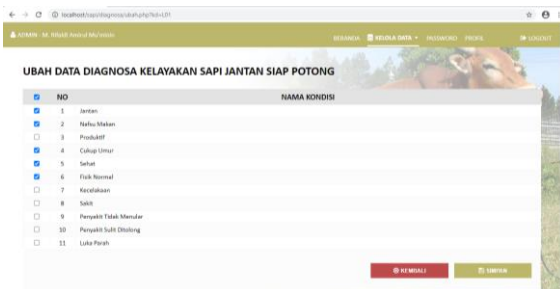 localhost/sapi/diagnosa/ubah.php?kd=L01
ADMIN : M. Rifaldi Andrul Mu'minin
BERANDA KELOLA DATA PASSWORD PROFIL LOGOUT
UBAH DATA DIAGNOSA KELAYAKAN SAPI JANTAN SIAP POTONG
NO NAMA KONDISI
1 Jantan
2 Nafsu Makan
3 Produktif
4 Cukup Umur
5 Sehat
6 Fisik Normal
7 Kecelakaan
8 Sakit
9 Penyakit Tidak Menular
10 Penyakit Sulit Ditolong
11 Luka Parah
KEMBALI SIMPAN